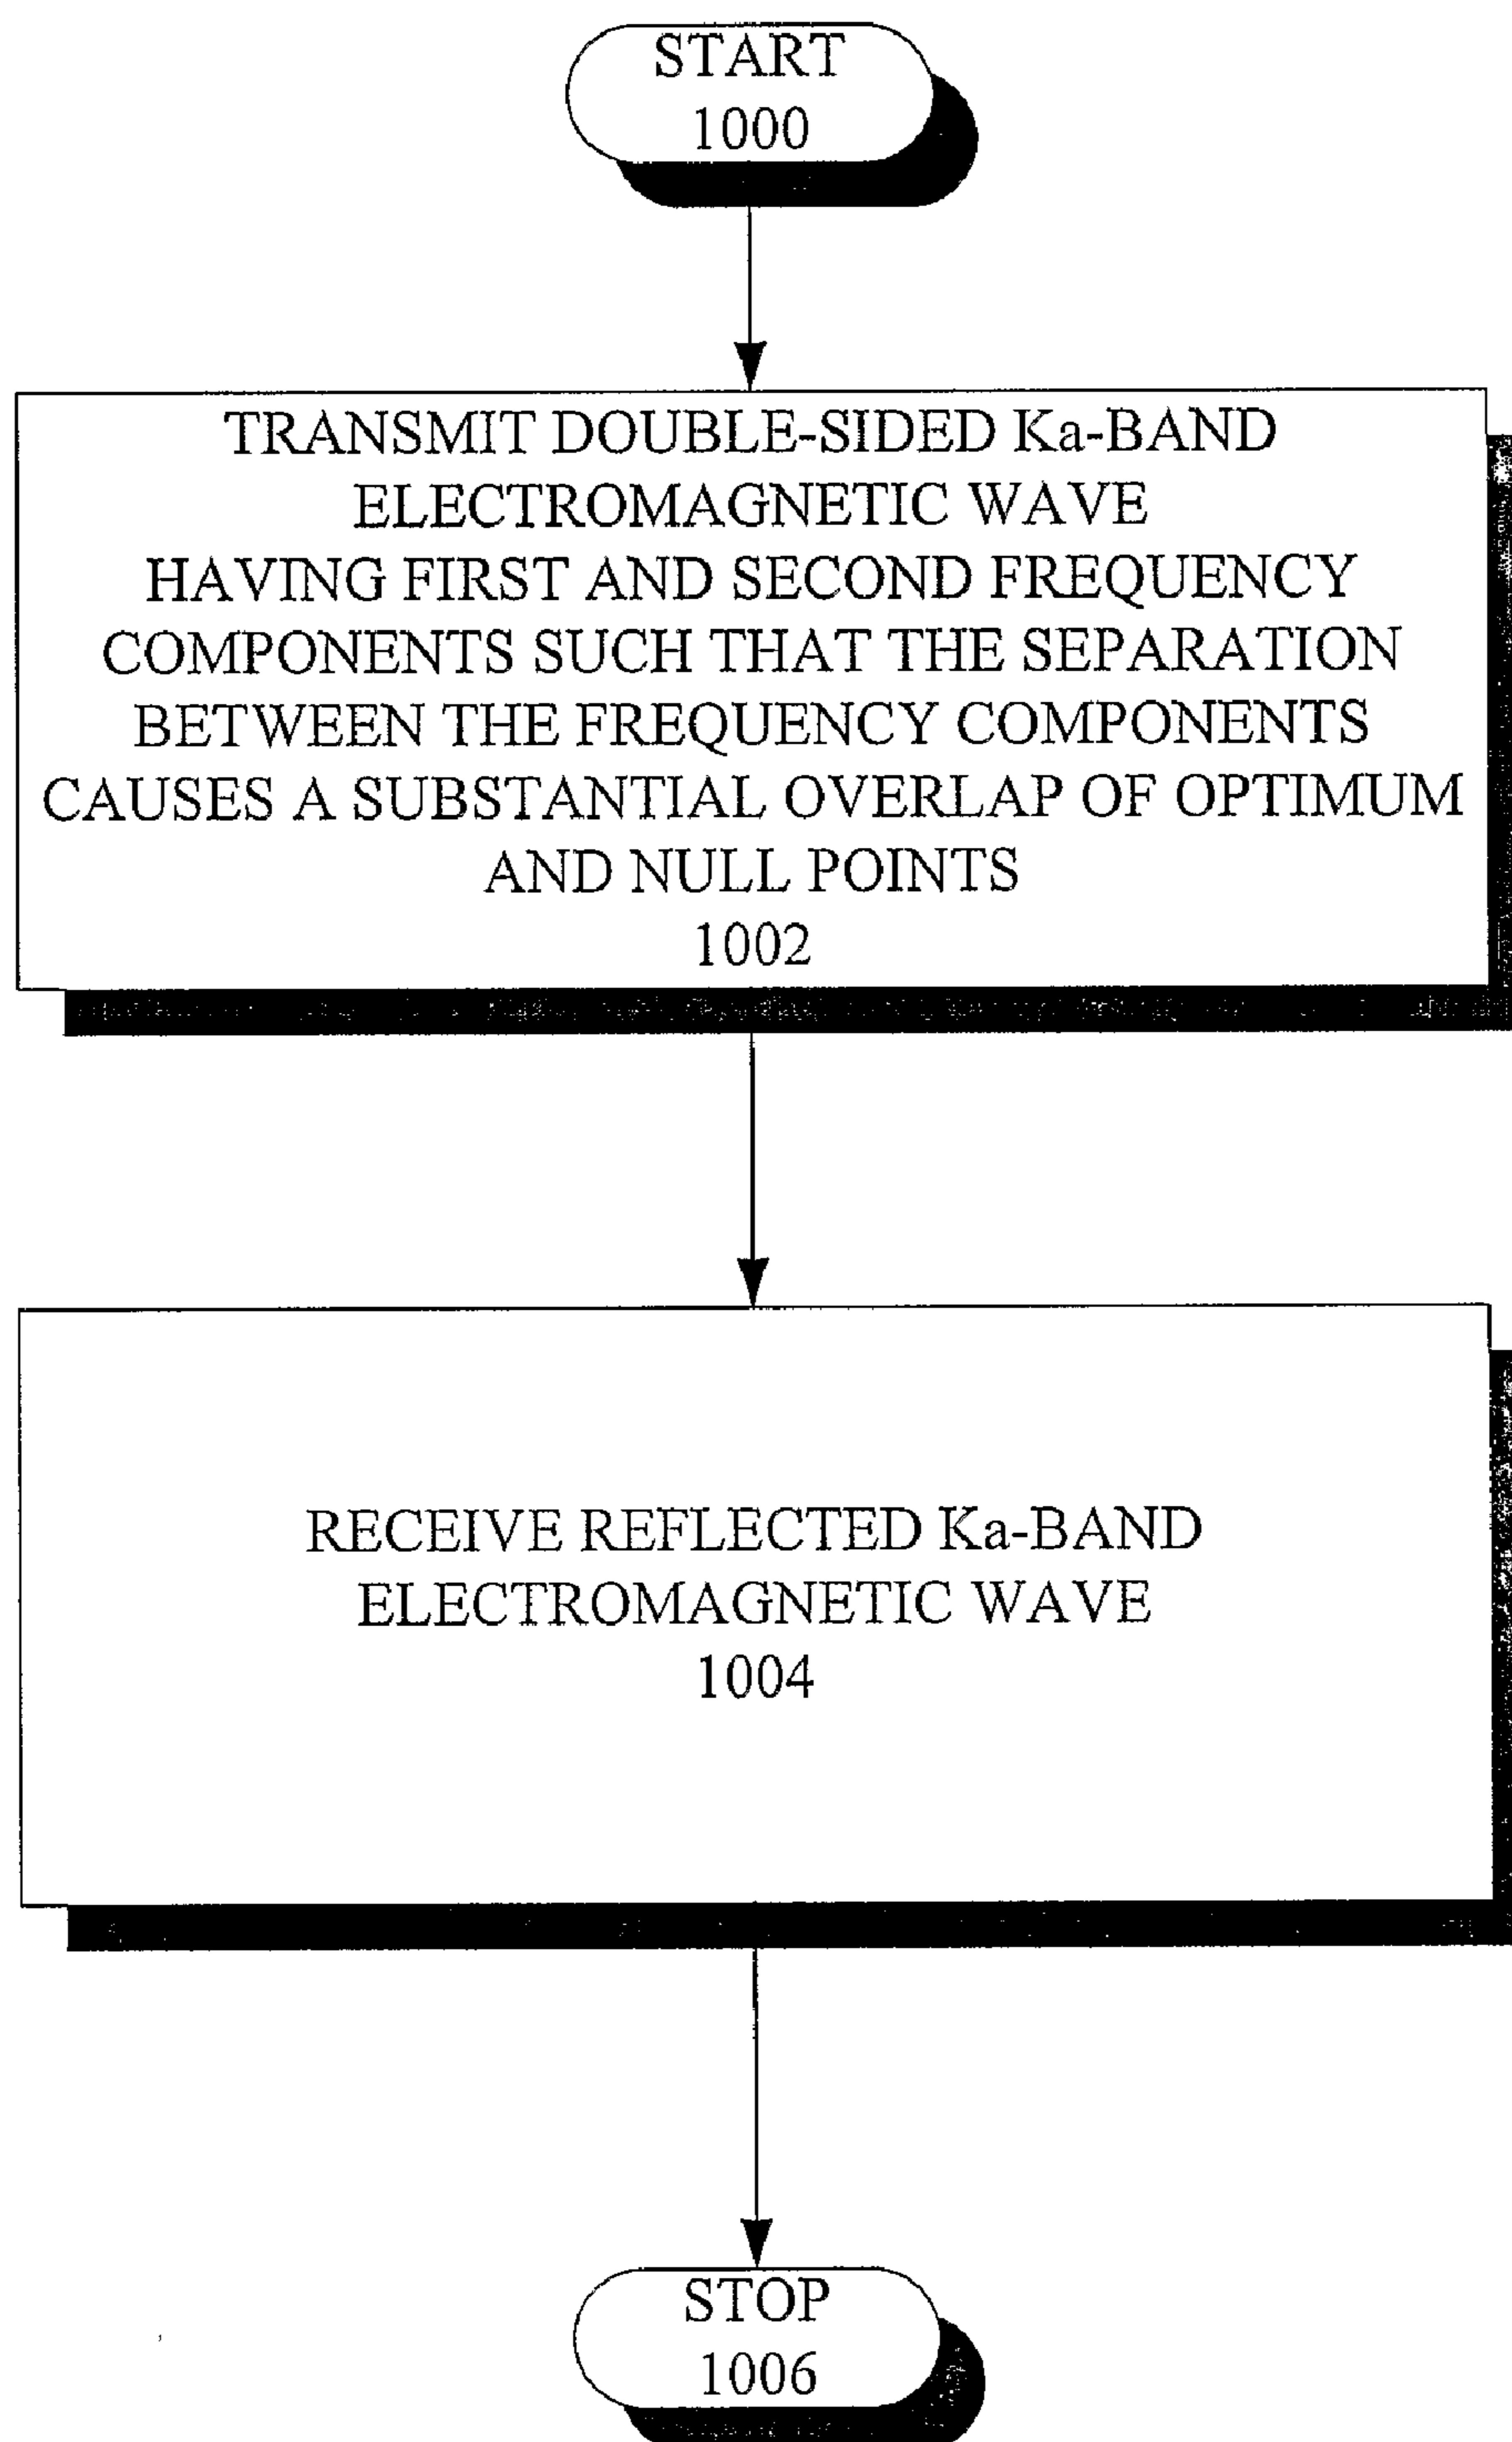 START
1000
TRANSMIT DOUBLE-SIDED Ka-BAND
ELECTROMAGNETIC WAVE
HAVING FIRST AND SECOND FREQUENCY
COMPONENTS SUCH THAT THE SEPARATION
BETWEEN THE FREQUENCY COMPONENTS
CAUSES A SUBSTANTIAL OVERLAP OF OPTIMUM
AND NULL POINTS
1002
RECEIVE REFLECTED Ka-BAND
ELECTROMAGNETIC WAVE
1004
STOP
1006